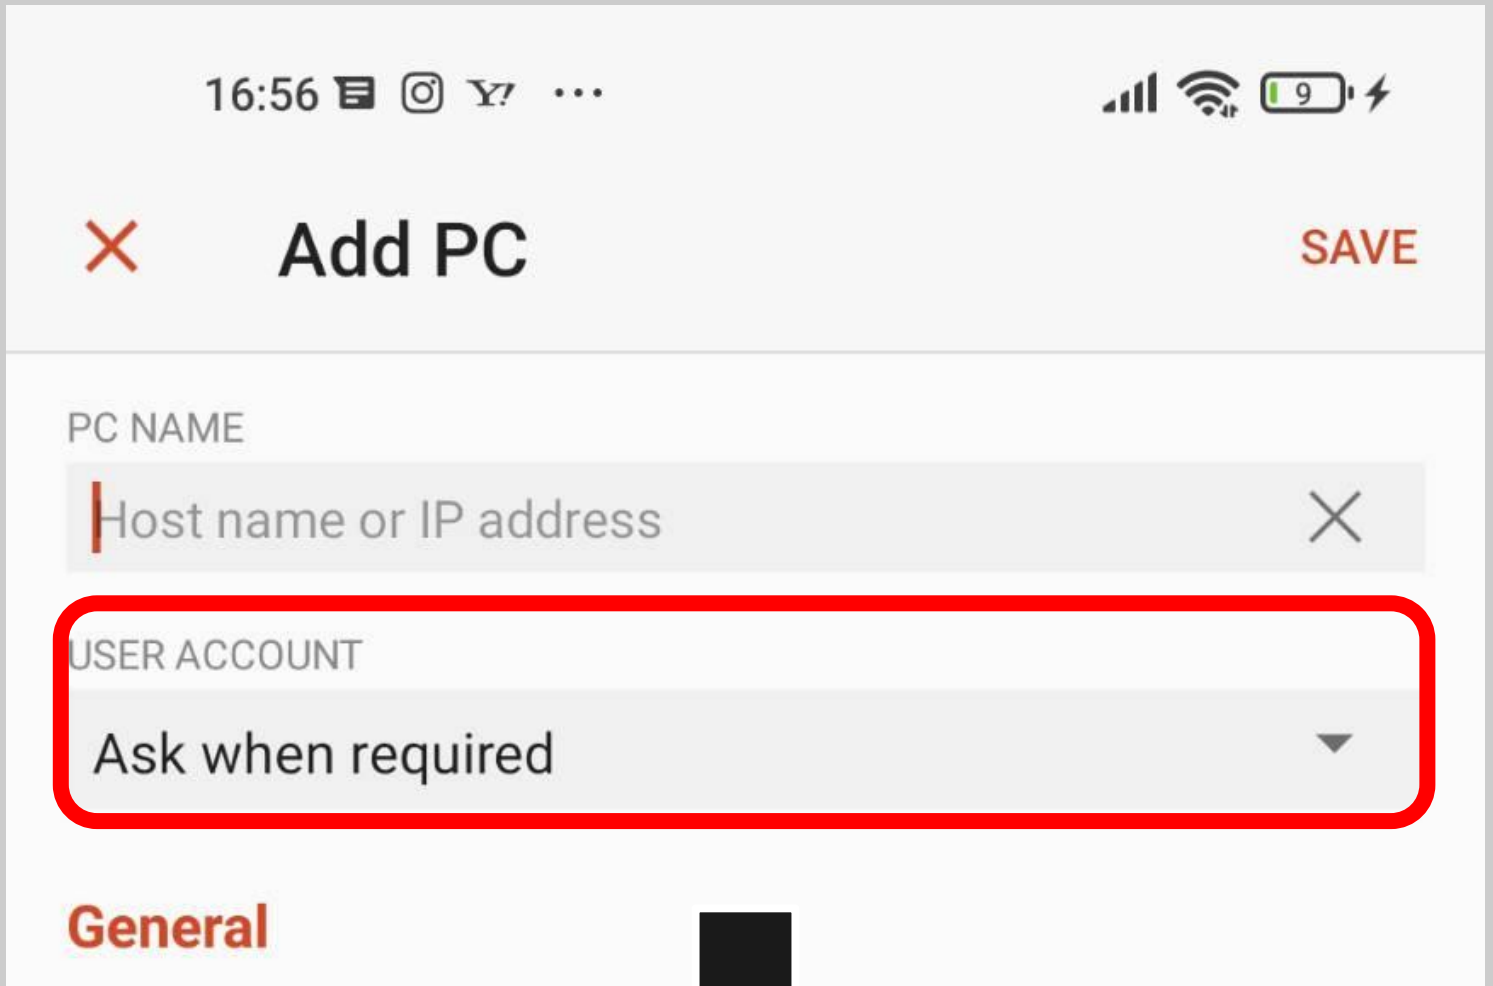 16:56 Y! ...
9
Add PC
SAVE
PC NAME
Host name or IP address
USER ACCOUNT
Ask when required
General